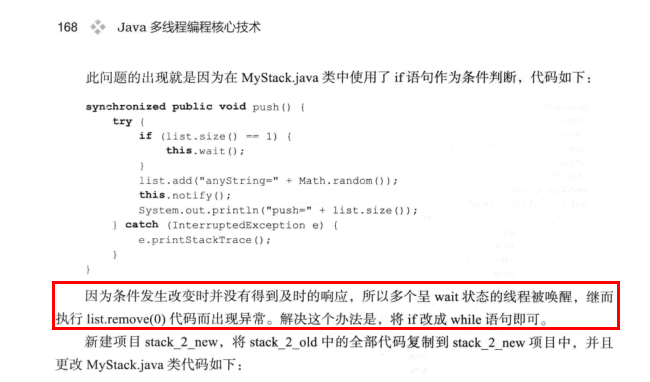 168 Java 多线程编程核心技术
此问题的出现就是因为在 MyStack.java 类中使用了 if 语句作为条件判断，代码如下：
synchronized public void push() {
try {
if (list.size() == 1) {
this.wait();
}
list.add("anyString=" + Math.random());
this.notify();
System.out.println("push=" + list.size());
} catch (InterruptedException e) {
e.printStackTrace();
}
}
因为条件发生改变时并没有得到及时的响应，所以多个呈 wait 状态的线程被唤醒，继而
执行 list.remove(0) 代码而出现异常。解决这个办法是，将 if 改成 while 语句即可。
新建项目 stack_2_new，将 stack_2_old 中的全部代码复制到 stack_2_new 项目中，并且
更改 MyStack.java 类代码如下：